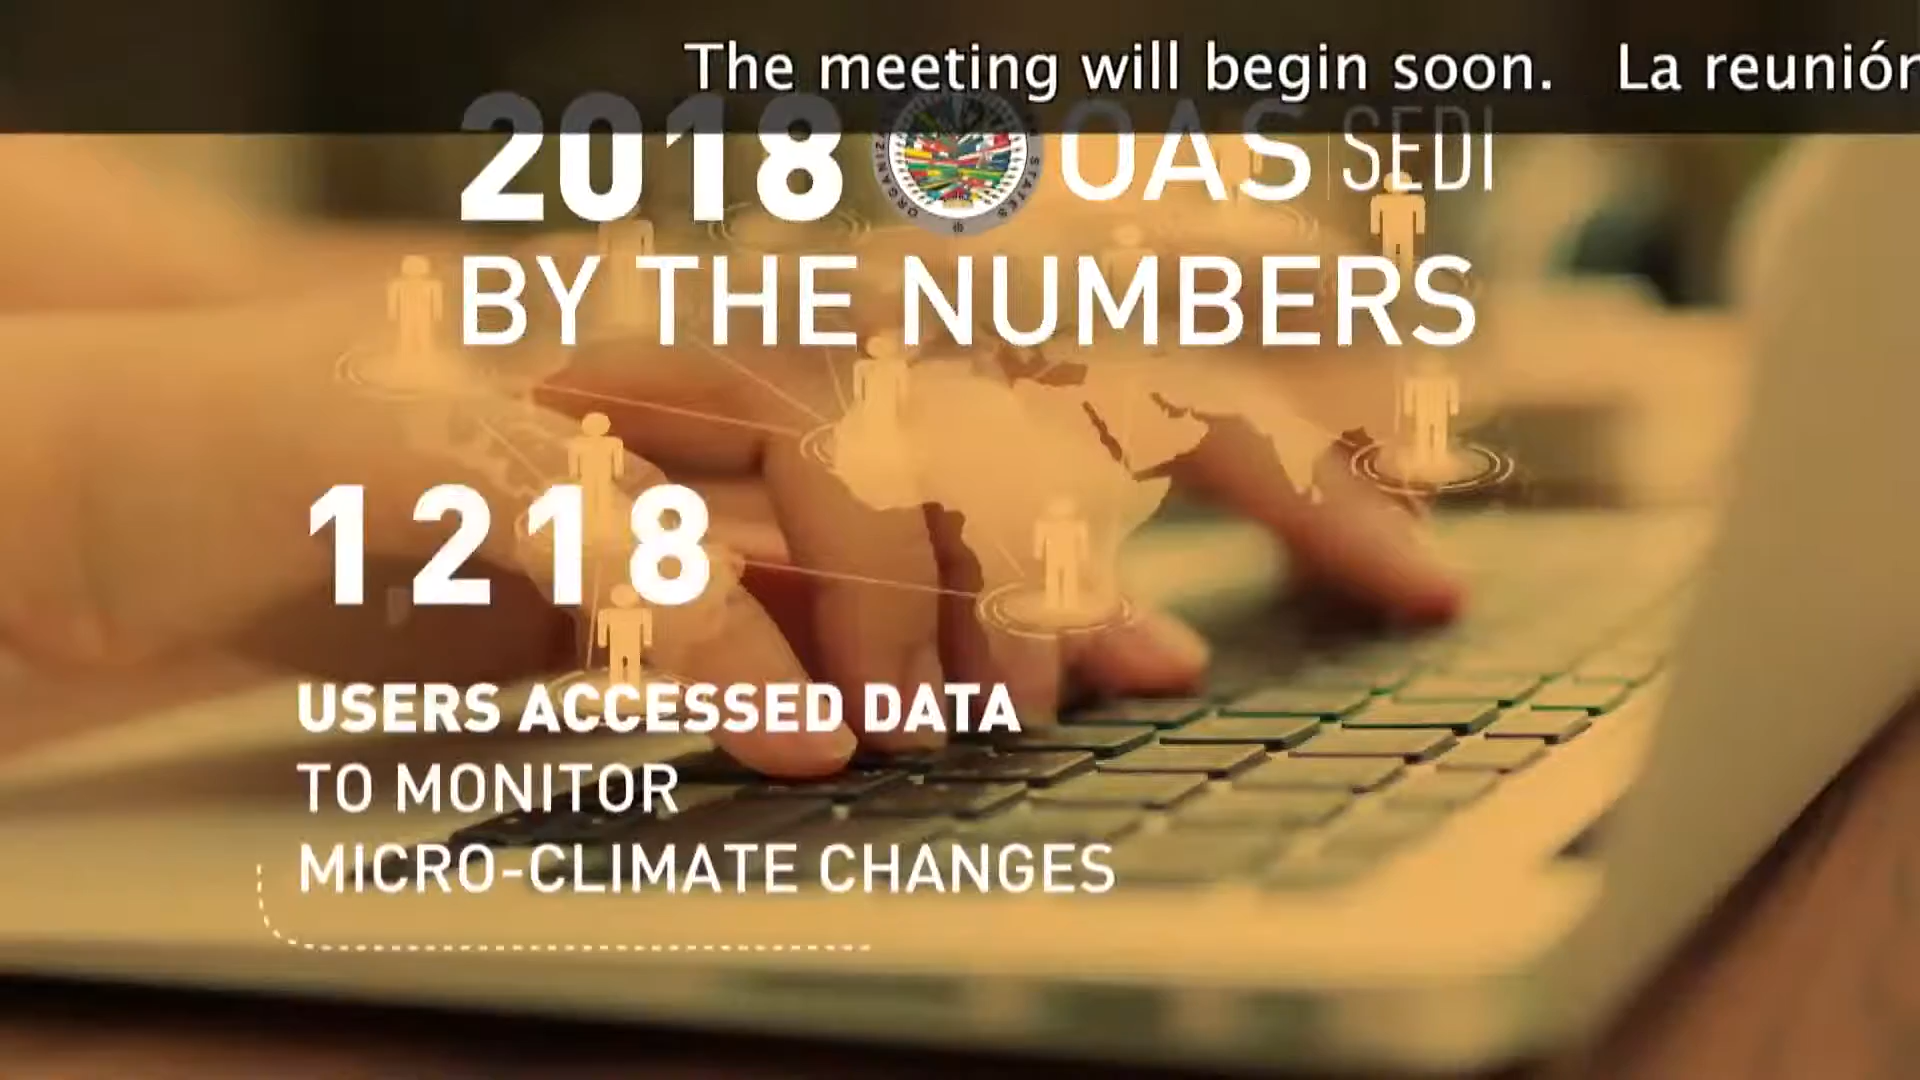 The meeting will begin soon. La reunión
2018 OAS SEDI
BY THE NUMBERS
1218
USERS ACCESSED DATA
TO MONITOR
MICRO-CLIMATE CHANGES